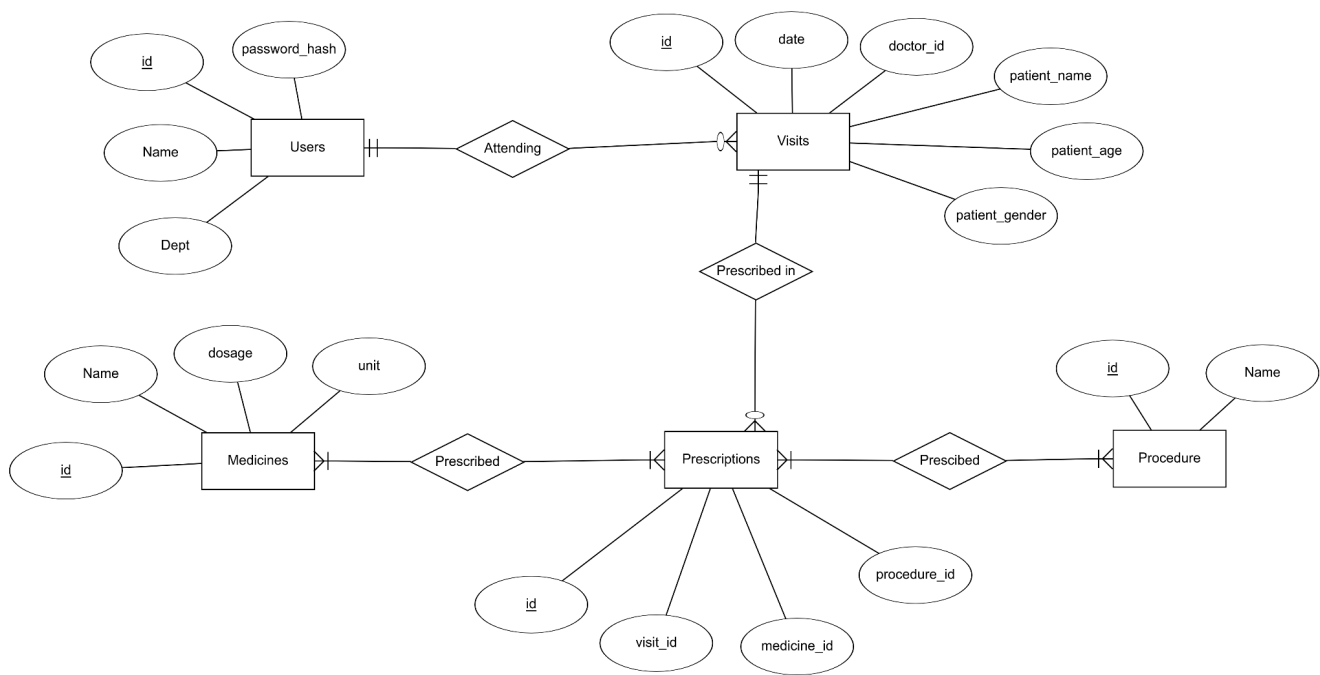 id
password_hash
Name
Users
Dept
Attending
id
date
doctor_id
patient_name
Visits
patient_age
patient_gender
Prescribed in
Name
dosage
unit
id
Medicines
Prescribed
Prescriptions
Prescibed
id
Name
Procedure
id
visit_id
medicine_id
procedure_id